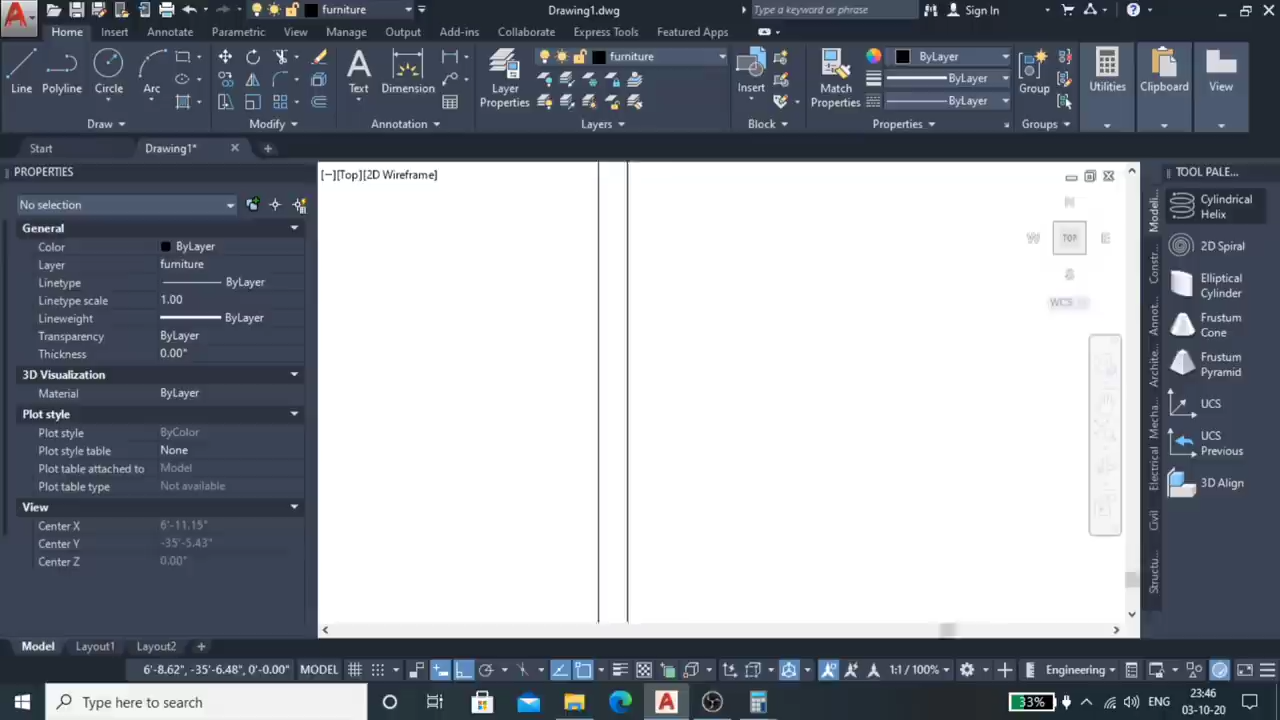 furniture
Drawing1.dwg
Type a keyword or phrase
Sign In
Home
Insert
Annotate
Parametric
View
Manage
Output
Add-ins
Collaborate
Express Tools
Featured Apps
furniture
ByLayer
ByLayer
ByLayer
Line
Polyline
Circle
Arc
Text
Dimension
Layer Properties
Insert
Match Properties
Group
Utilities
Clipboard
View
Draw
Modify
Annotation
Layers
Block
Properties
Groups
Start
Drawing1*
PROPERTIES
No selection
General
Color ByLayer
Layer furniture
Linetype ByLayer
Linetype scale 1.00
Lineweight ByLayer
Transparency ByLayer
Thickness 0.00"
3D Visualization
Material ByLayer
Plot style
Plot style ByColor
Plot style table None
Plot table attached to Model
Plot table type Not available
View
Center X 6'-11.15"
Center Y -35'-5.43"
Center Z 0.00"
[−][Top][2D Wireframe]
N
W TOP E
S
WCS
TOOL PALE...
Modeli...
Constr...
Annot...
Archite...
Mecha...
Electrical
Civil
Structu...
Cylindrical Helix
2D Spiral
Elliptical Cylinder
Frustum Cone
Frustum Pyramid
UCS
UCS Previous
3D Align
Model
Layout1
Layout2
6'-8.62", -35'-6.48", 0'-0.00"
MODEL
1:1 / 100%
Engineering
Type here to search
33%
ENG
23:46
03-10-20